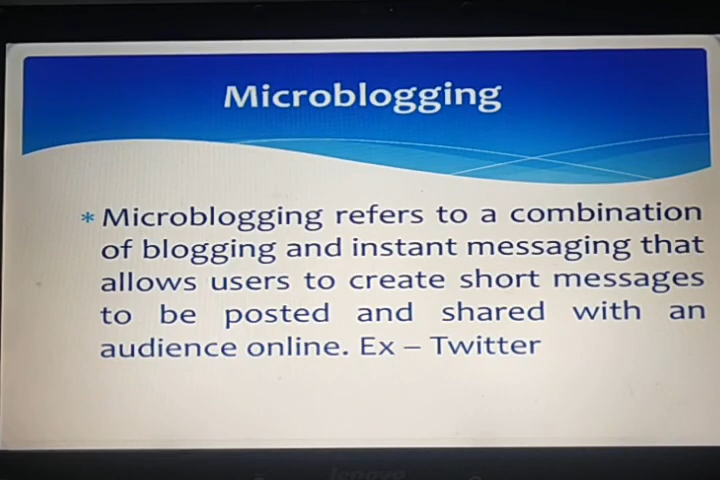 Microblogging
* Microblogging refers to a combination
of blogging and instant messaging that
allows users to create short messages
to be posted and shared with an
audience online. Ex – Twitter
lenovo